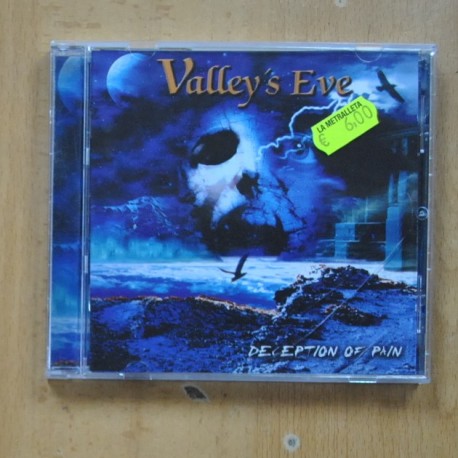 Valley's Eve
LA METRALLETA
€ 6,00
DECEPTION OF PAIN